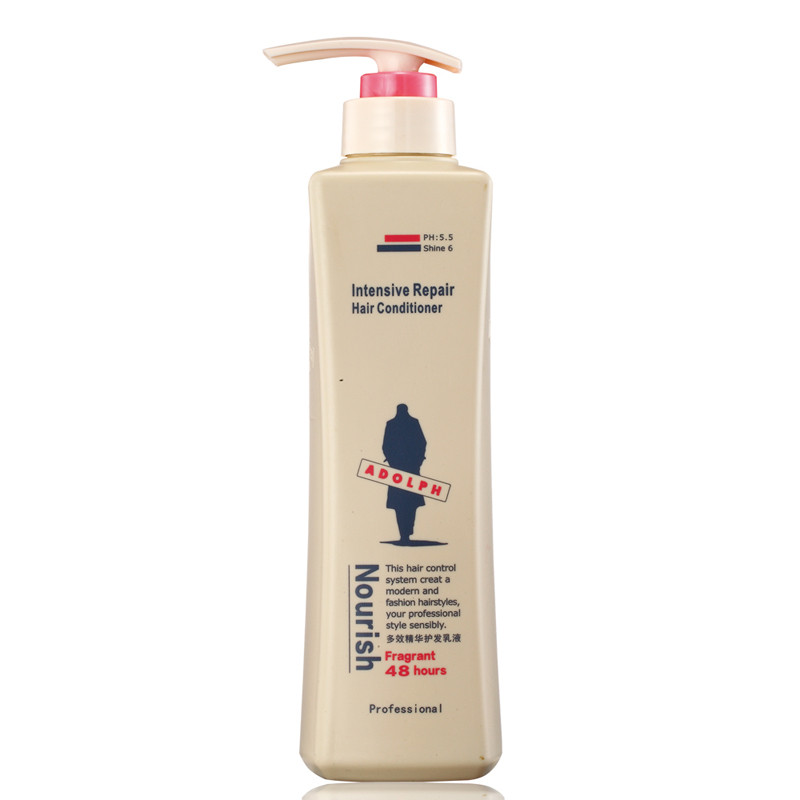 PH:5.5
Shine 6
Intensive Repair
Hair Conditioner
ADOLPH
Nourish
This hair control
system creat a
modern and
fashion hairstyles,
your professional
style sensibly.
多效精华护发乳液
Fragrant
48 hours
Professional